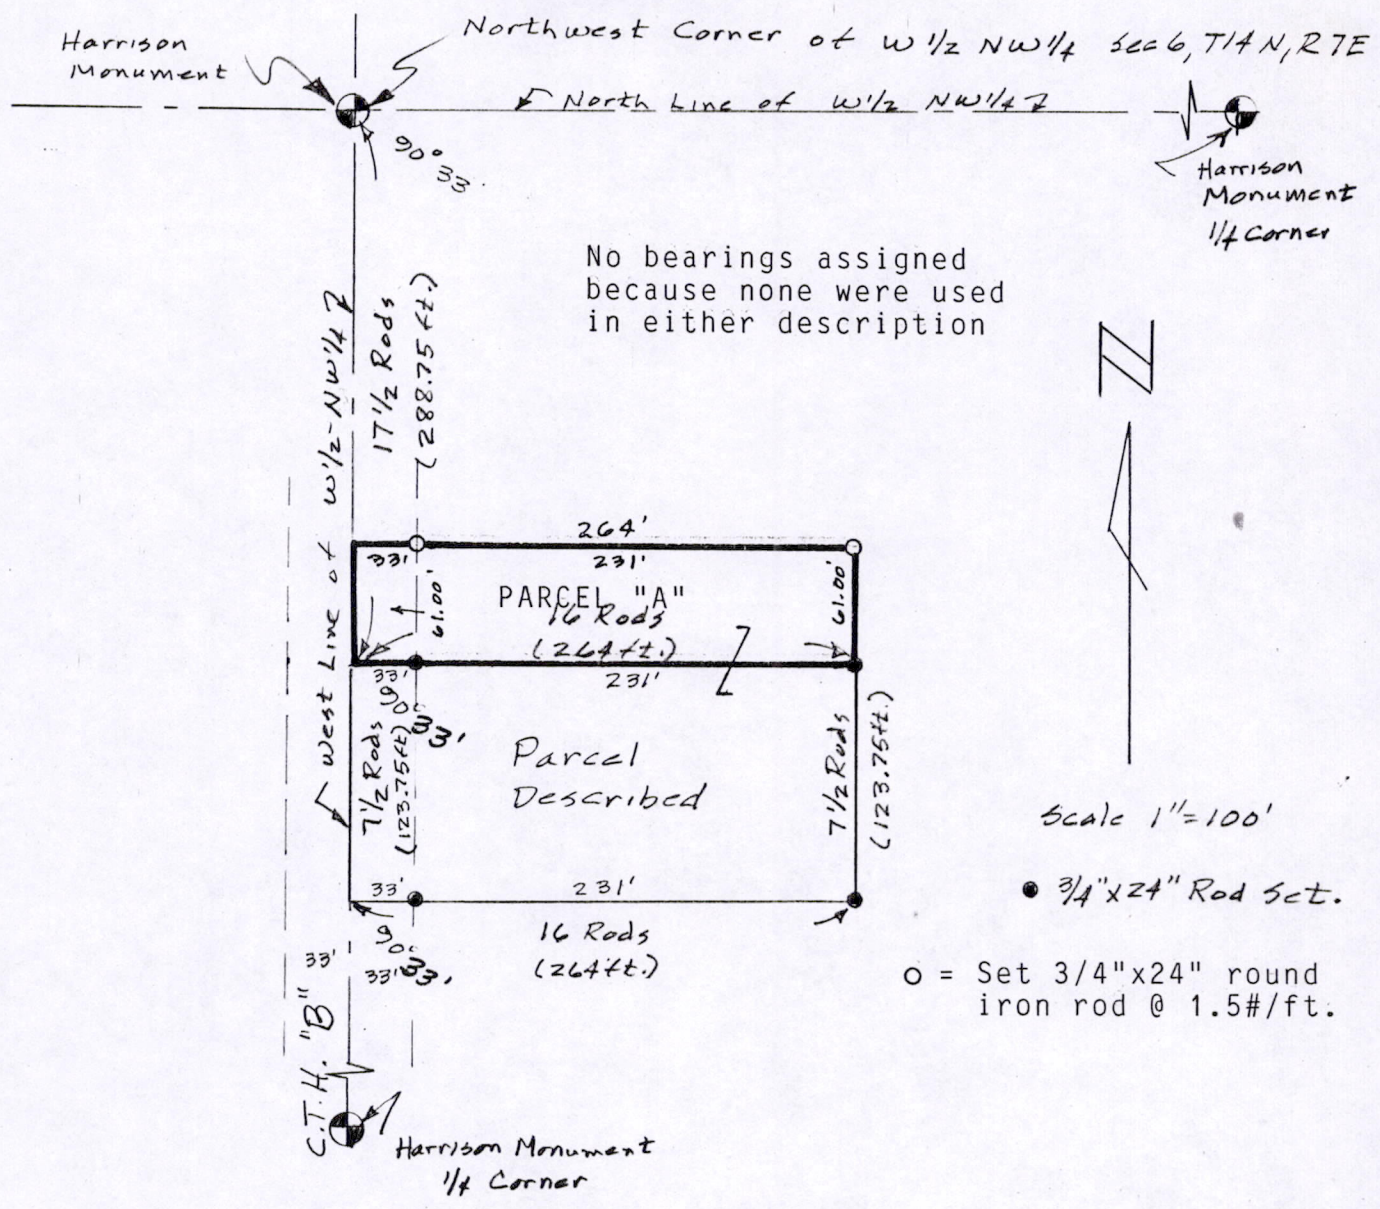 Northwest Corner of W 1/2 NW 1/4 Sec 6, T14N, R7E
Harrison
Monument
North Line of W 1/2 NW 1/4
90° 33'
Harrison
Monument
1/4 Corner
No bearings assigned
because none were used
in either description
N
West Line of W 1/2 - NW 1/4
17 1/2 Rods
(288.75 ft.)
264'
33'
231'
61.00'
PARCEL "A"
16 Rods
(264 ft.)
61.00'
33'
231'
90° 33'
7 1/2 Rods
(123.75 ft)
Parcel
Described
7 1/2 Rods
(123.75 ft.)
Scale 1"=100'
33'
231'
3/4"x24" Rod Set.
90° 33'
16 Rods
(264 ft.)
33'
33'
o = Set 3/4"x24" round
iron rod @ 1.5#/ft.
C.T.H. "B"
Harrison Monument
1/4 Corner